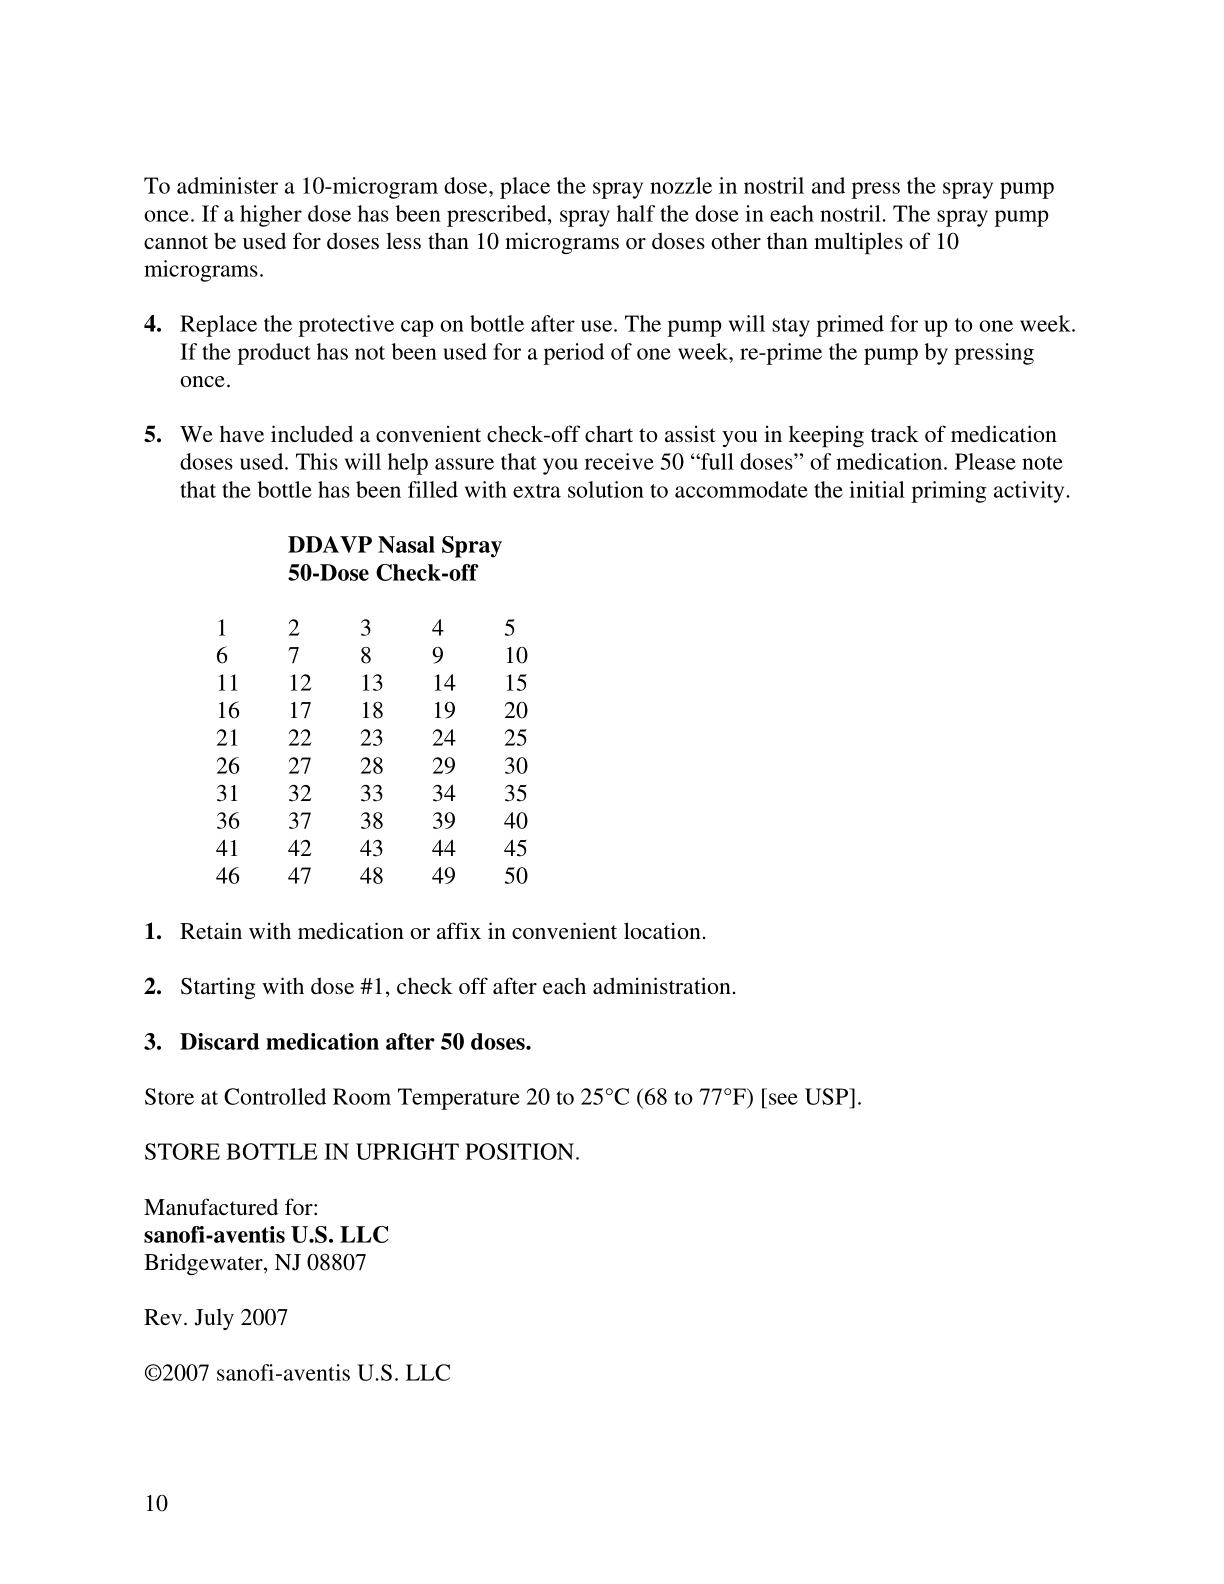 To administer a 10-microgram dose, place the spray nozzle in nostril and press the spray pump
once. If a higher dose has been prescribed, spray half the dose in each nostril. The spray pump
cannot be used for doses less than 10 micrograms or doses other than multiples of 10
micrograms.
4. Replace the protective cap on bottle after use. The pump will stay primed for up to one week.
If the product has not been used for a period of one week, re-prime the pump by pressing
once.
5. We have included a convenient check-off chart to assist you in keeping track of medication
doses used. This will help assure that you receive 50 “full doses” of medication. Please note
that the bottle has been filled with extra solution to accommodate the initial priming activity.
DDAVP Nasal Spray
50-Dose Check-off
1 2 3 4 5
6 7 8 9 10
11 12 13 14 15
16 17 18 19 20
21 22 23 24 25
26 27 28 29 30
31 32 33 34 35
36 37 38 39 40
41 42 43 44 45
46 47 48 49 50
1. Retain with medication or affix in convenient location.
2. Starting with dose #1, check off after each administration.
3. Discard medication after 50 doses.
Store at Controlled Room Temperature 20 to 25°C (68 to 77°F) [see USP].
STORE BOTTLE IN UPRIGHT POSITION.
Manufactured for:
sanofi-aventis U.S. LLC
Bridgewater, NJ 08807
Rev. July 2007
©2007 sanofi-aventis U.S. LLC
10